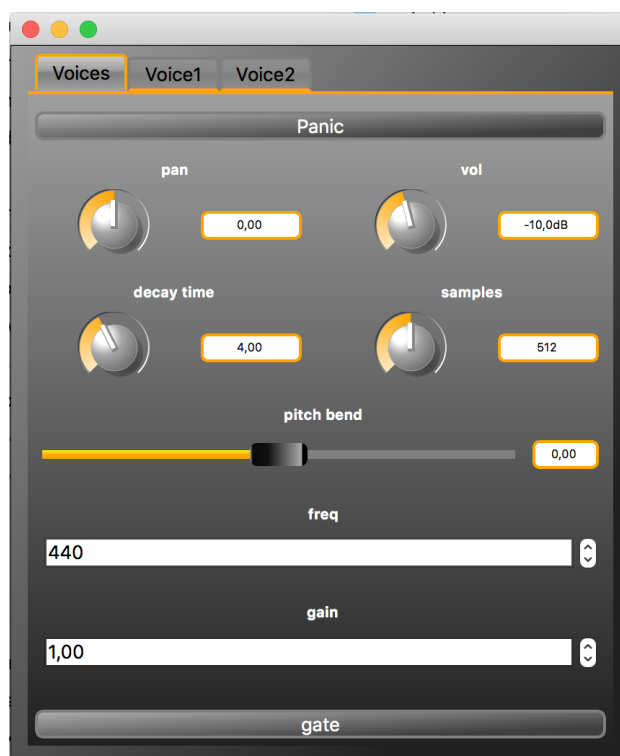 Voices Voice1 Voice2
Panic
pan vol
0,00 -10,0dB
decay time samples
4,00 512
pitch bend
0,00
freq
440
gain
1,00
gate